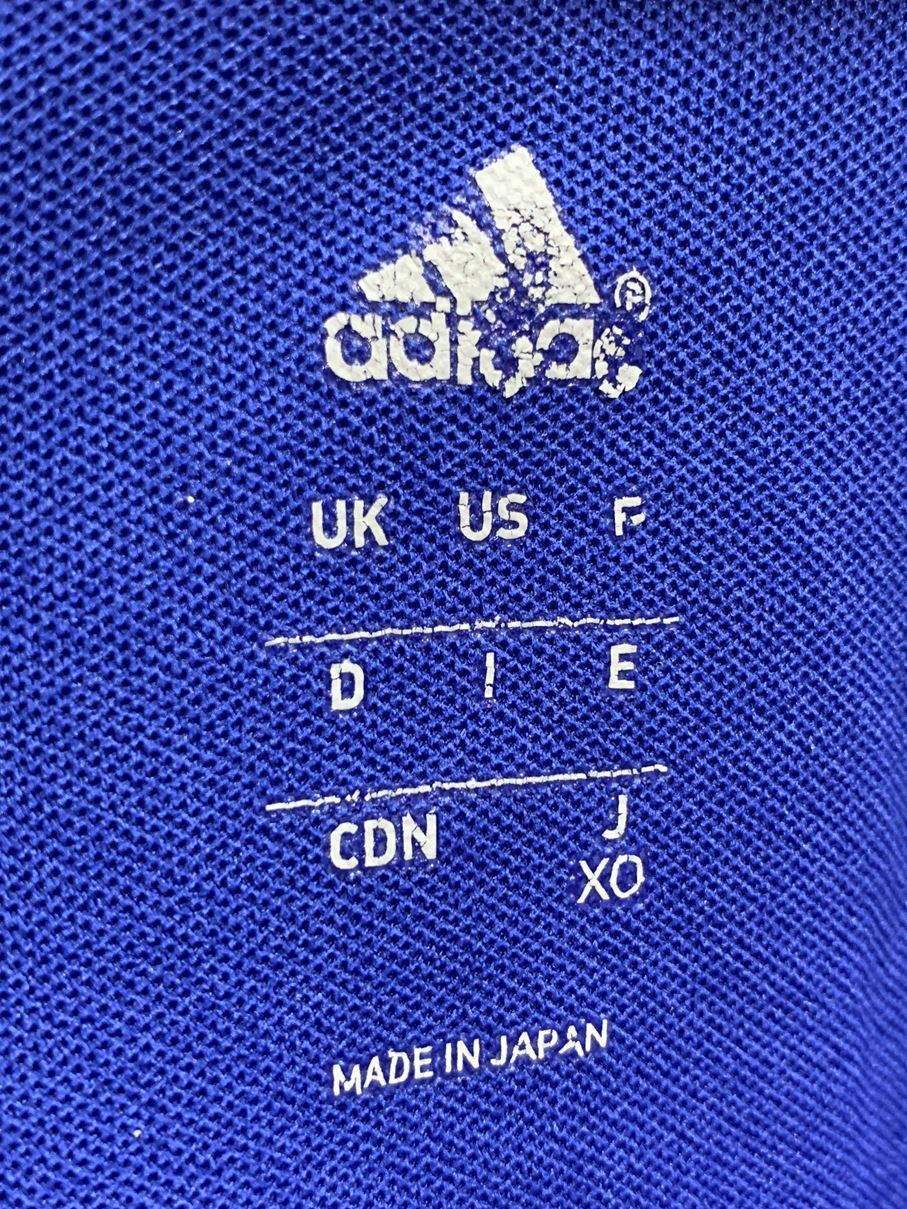 adidas®
UK US F
D I E
CDN J
XO
MADE IN JAPAN